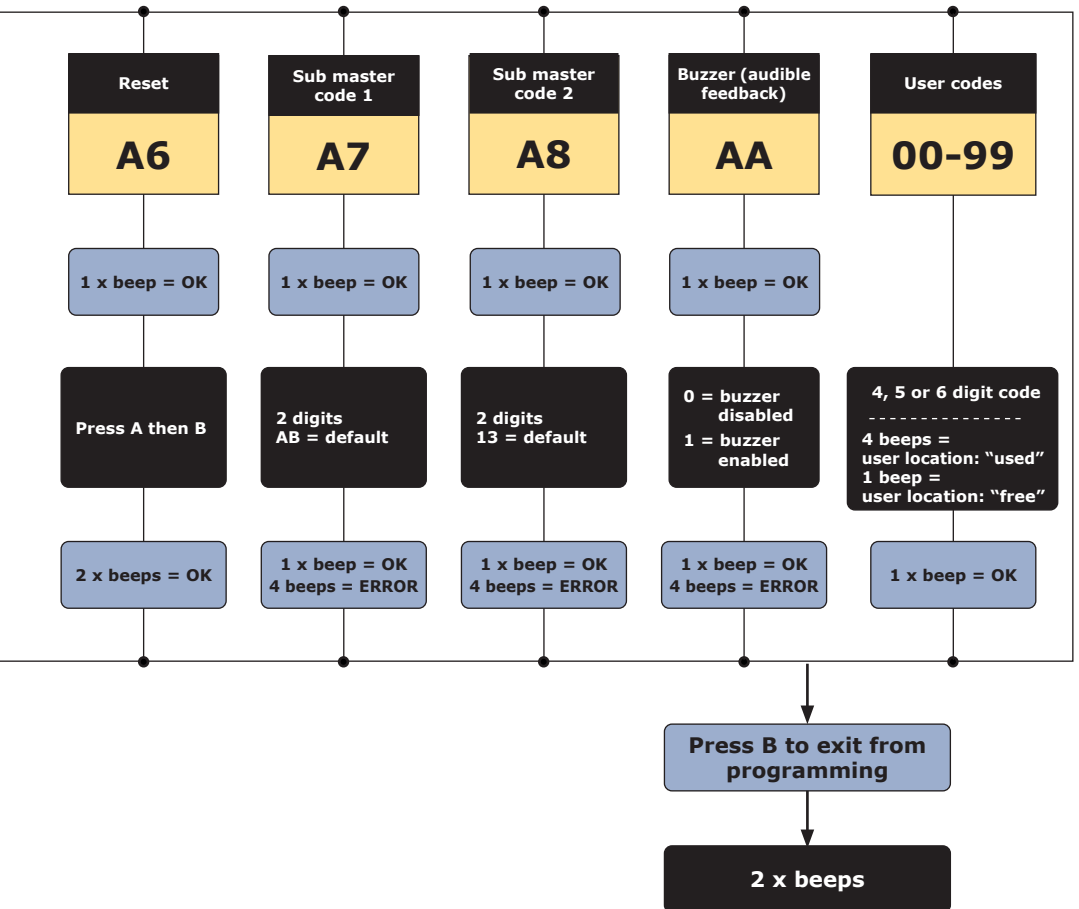 Reset
A6
1 x beep = OK
Press A then B
2 x beeps = OK
Sub master
code 1
A7
1 x beep = OK
2 digits
AB = default
1 x beep = OK
4 beeps = ERROR
Sub master
code 2
A8
1 x beep = OK
2 digits
13 = default
1 x beep = OK
4 beeps = ERROR
Buzzer (audible
feedback)
AA
1 x beep = OK
0 = buzzer
disabled
1 = buzzer
enabled
1 x beep = OK
4 beeps = ERROR
User codes
00-99
4, 5 or 6 digit code
- - - - - - - - - - - - - - -
4 beeps =
user location: “used”
1 beep =
user location: “free”
1 x beep = OK
Press B to exit from
programming
2 x beeps